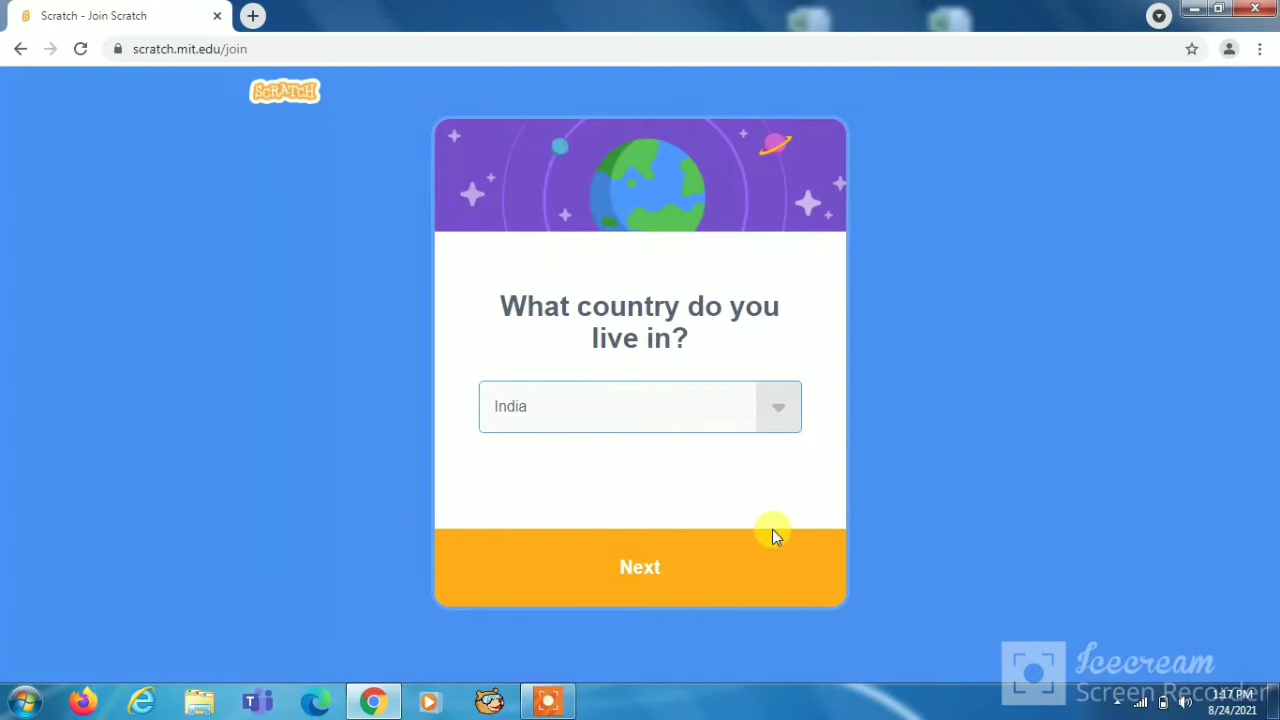 Scratch - Join Scratch
scratch.mit.edu/join
SCRATCH
What country do you
live in?
India
Next
Icecream
Screen Recorder
1:17 PM
8/24/2021